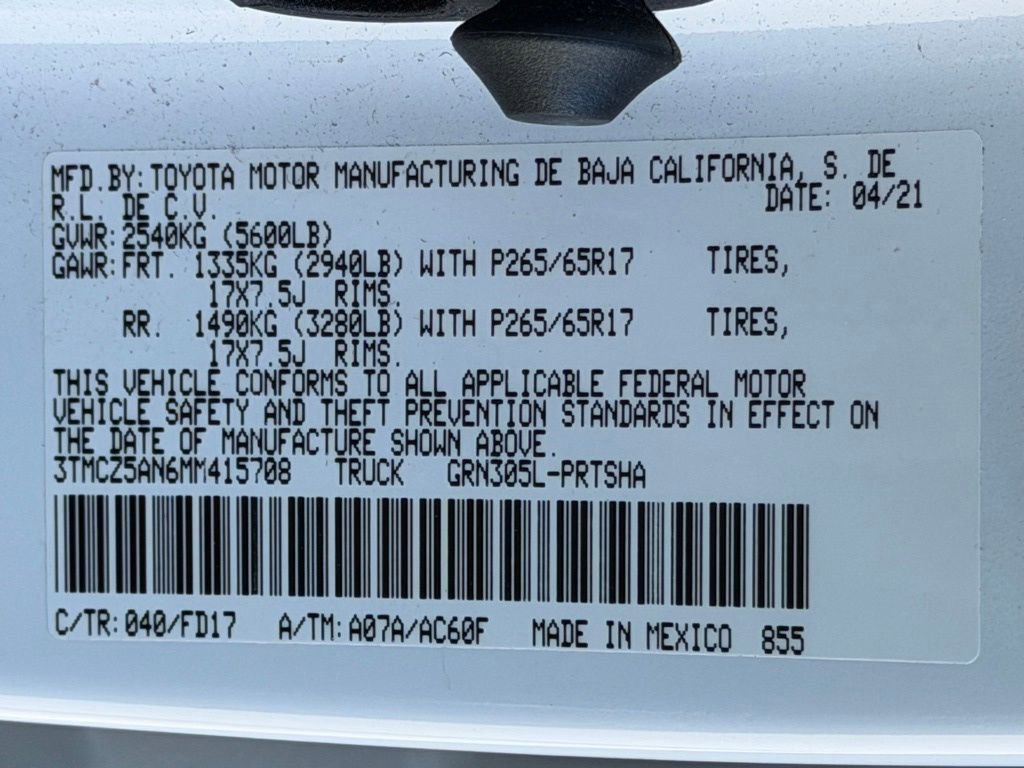 MFD.BY: TOYOTA MOTOR MANUFACTURING DE BAJA CALIFORNIA, S. DE
R.L. DE C.V. DATE: 04/21
GVWR: 2540KG (5600LB)
GAWR: FRT. 1335KG (2940LB) WITH P265/65R17 TIRES,
17X7.5J RIMS.
RR. 1490KG (3280LB) WITH P265/65R17 TIRES,
17X7.5J RIMS.
THIS VEHICLE CONFORMS TO ALL APPLICABLE FEDERAL MOTOR
VEHICLE SAFETY AND THEFT PREVENTION STANDARDS IN EFFECT ON
THE DATE OF MANUFACTURE SHOWN ABOVE.
3TMCZ5AN6MM415708 TRUCK GRN305L-PRTSHA
C/TR: 040/FD17 A/TM: A07A/AC60F MADE IN MEXICO 855